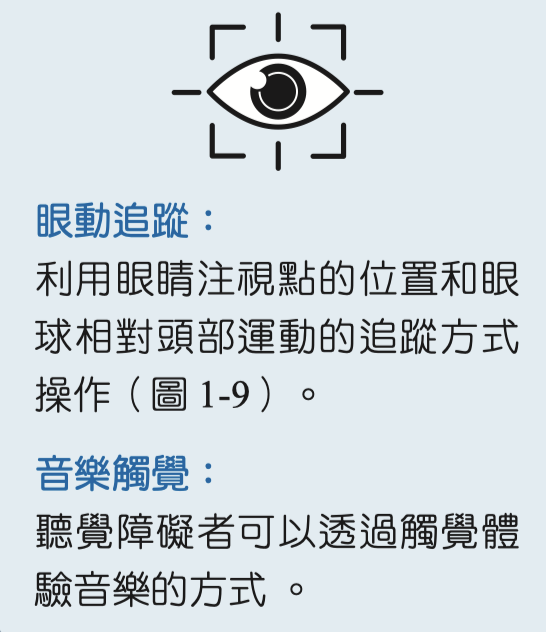 眼動追蹤：
利用眼睛注視點的位置和眼
球相對頭部運動的追蹤方式
操作（圖 1-9）。
音樂觸覺：
聽覺障礙者可以透過觸覺體
驗音樂的方式 。